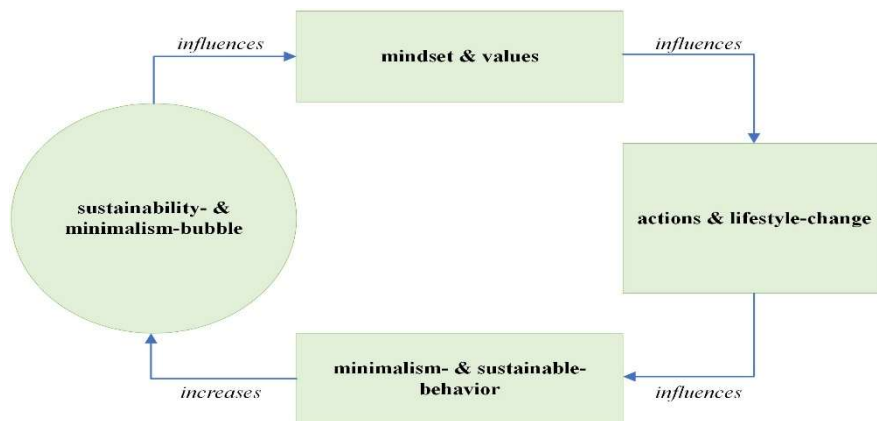 influences
mindset & values
influences
sustainability- &
minimalism-bubble
actions & lifestyle-change
minimalism- & sustainable-
behavior
increases
influences